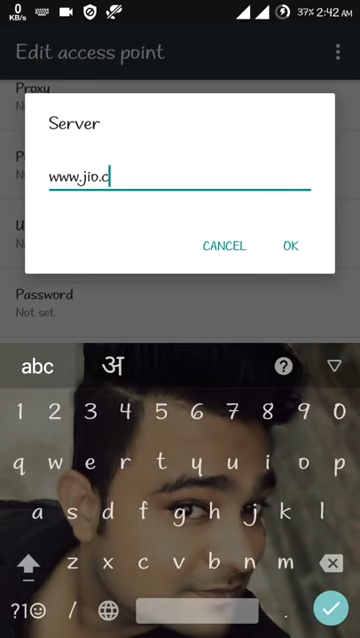 0
KB/s
37% 2:42 AM
Edit access point
Proxy
Server
www.jio.c
CANCEL OK
Password
Not set
abc अ ?
1 2 3 4 5 6 7 8 9 0
q w e r t y u i o p
a s d f g h j k l
z x c v b n m
?1 / .